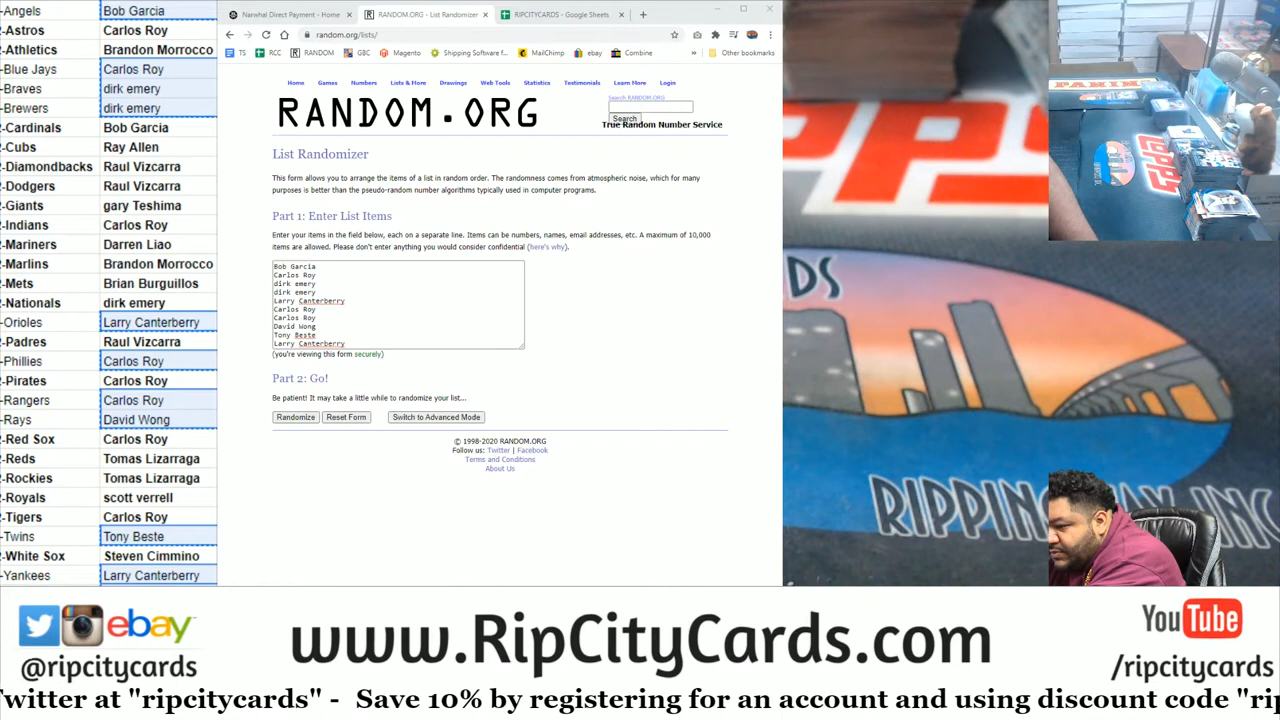 -Angels Bob Garcia
-Astros Carlos Roy
-Athletics Brandon Morrocco
-Blue Jays Carlos Roy
-Braves dirk emery
-Brewers dirk emery
-Cardinals Bob Garcia
-Cubs Ray Allen
-Diamondbacks Raul Vizcarra
-Dodgers Raul Vizcarra
-Giants gary Teshima
-Indians Carlos Roy
-Mariners Darren Liao
-Marlins Brandon Morrocco
-Mets Brian Burguillos
-Nationals dirk emery
-Orioles Larry Canterberry
-Padres Raul Vizcarra
-Phillies Carlos Roy
-Pirates Carlos Roy
-Rangers Carlos Roy
-Rays David Wong
-Red Sox Carlos Roy
-Reds Tomas Lizarraga
-Rockies Tomas Lizarraga
-Royals scott verrell
-Tigers Carlos Roy
-Twins Tony Beste
-White Sox Steven Cimmino
-Yankees Larry Canterberry
Narwhal Direct Payment - Home
RANDOM.ORG - List Randomizer
RIPCITYCARDS - Google Sheets
random.org/lists/
TS RCC RANDOM GBC Magento Shipping Software f... MailChimp ebay Combine » Other bookmarks
Home Games Numbers Lists & More Drawings Web Tools Statistics Testimonials Learn More Login
RANDOM.ORG
Search RANDOM.ORG
Search
True Random Number Service
List Randomizer
This form allows you to arrange the items of a list in random order. The randomness comes from atmospheric noise, which for many
purposes is better than the pseudo-random number algorithms typically used in computer programs.
Part 1: Enter List Items
Enter your items in the field below, each on a separate line. Items can be numbers, names, email addresses, etc. A maximum of 10,000
items are allowed. Please don't enter anything you would consider confidential (here's why).
Bob Garcia
Carlos Roy
dirk emery
dirk emery
Larry Canterberry
Carlos Roy
Carlos Roy
David Wong
Tony Beste
Larry Canterberry
(you're viewing this form securely)
Part 2: Go!
Be patient! It may take a little while to randomize your list...
Randomize Reset Form Switch to Advanced Mode
© 1998-2020 RANDOM.ORG
Follow us: Twitter | Facebook
Terms and Conditions
About Us
PANINI
topps
DS
RIPPING WAX, INC
ebay
@ripcitycards
www.RipCityCards.com
YouTube
/ripcitycards
Twitter at "ripcitycards" - Save 10% by registering for an account and using discount code "rip